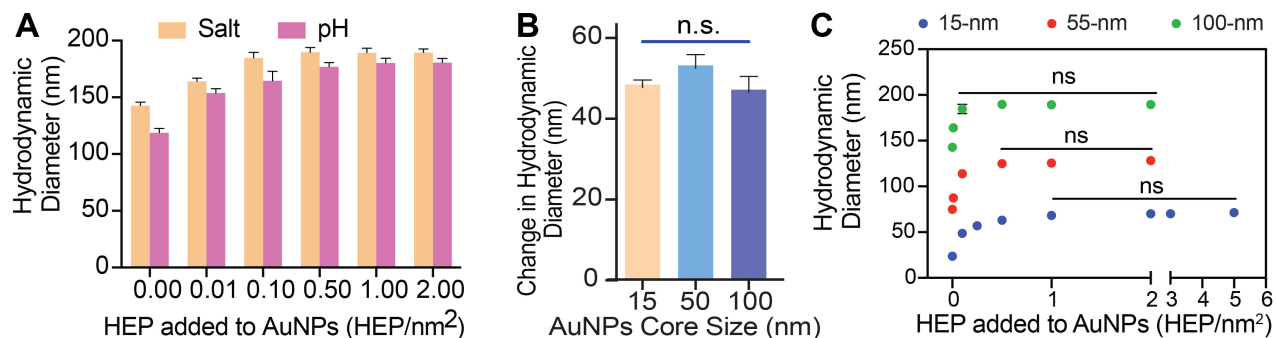 A
Salt
pH
Hydrodynamic
Diameter (nm)
200
150
100
50
0
0.00
0.01
0.10
0.50
1.00
2.00
HEP added to AuNPs (HEP/nm²)
B
n.s.
Change in Hydrodynamic
Diameter (nm)
60
40
20
0
15
50
100
AuNPs Core Size (nm)
C
15-nm
55-nm
100-nm
Hydrodynamic
Diameter (nm)
250
200
150
100
50
0
ns
ns
ns
0
1
2
3
4
5
6
HEP added to AuNPs (HEP/nm²)